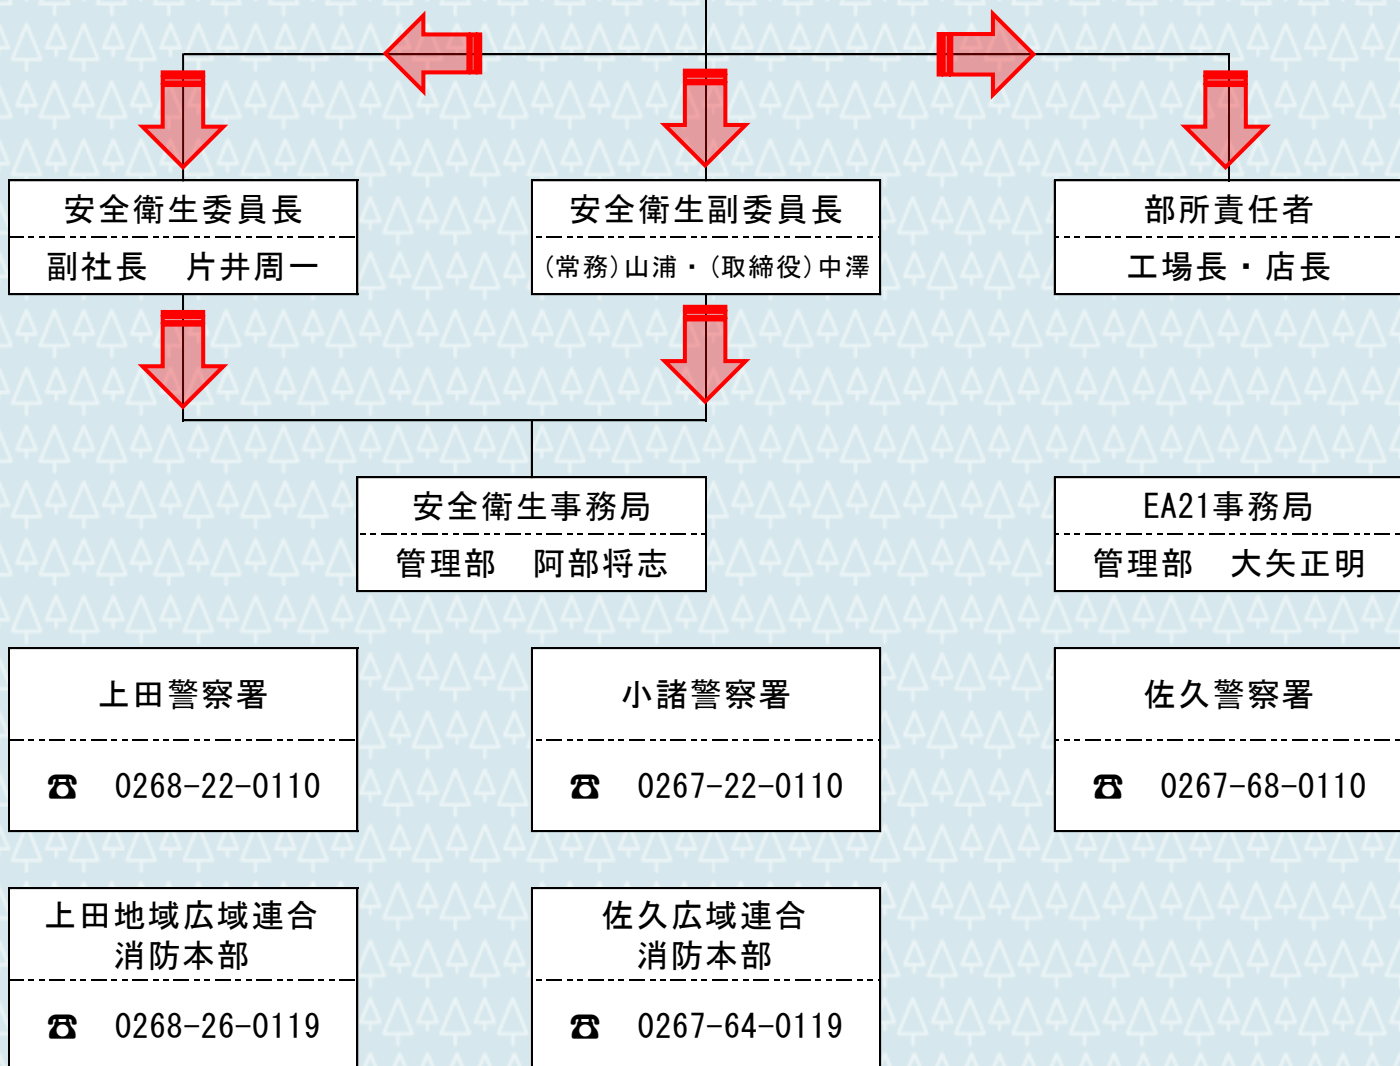 安全衛生委員長
副社長　片井周一
安全衛生副委員長
(常務)山浦・(取締役)中澤
部所責任者
工場長・店長
安全衛生事務局
管理部　阿部将志
EA21事務局
管理部　大矢正明
上田警察署
☎　0268-22-0110
小諸警察署
☎　0267-22-0110
佐久警察署
☎　0267-68-0110
上田地域広域連合
消防本部
☎　0268-26-0119
佐久広域連合
消防本部
☎　0267-64-0119